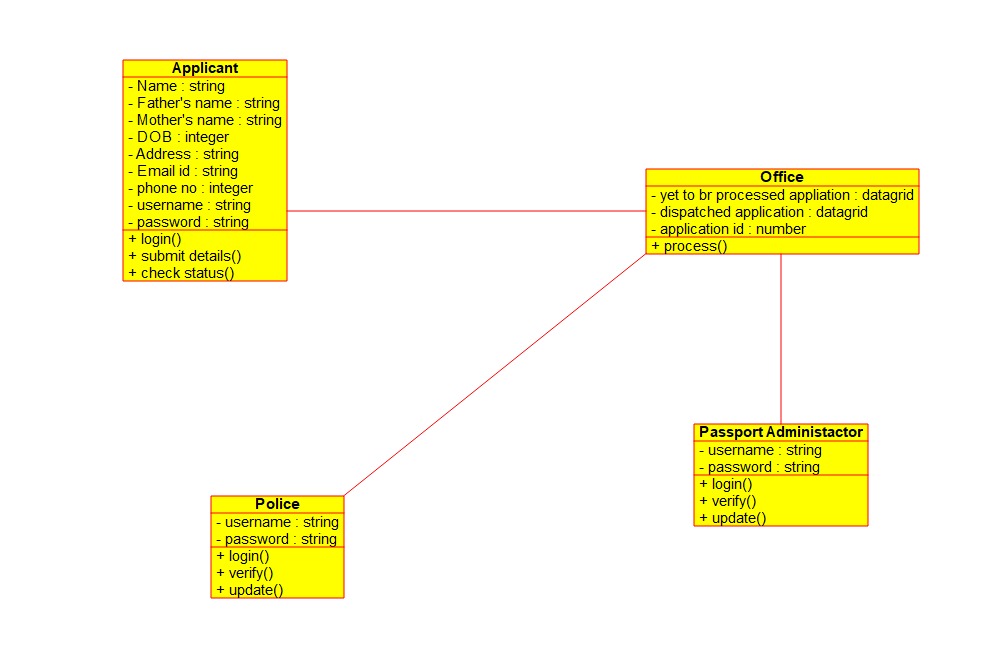 Applicant
- Name : string
- Father's name : string
- Mother's name : string
- DOB : integer
- Address : string
- Email id : string
- phone no : integer
- username : string
- password : string
+ login()
+ submit details()
+ check status()
Office
- yet to br processed appliation : datagrid
- dispatched application : datagrid
- application id : number
+ process()
Passport Administactor
- username : string
- password : string
+ login()
+ verify()
+ update()
Police
- username : string
- password : string
+ login()
+ verify()
+ update()